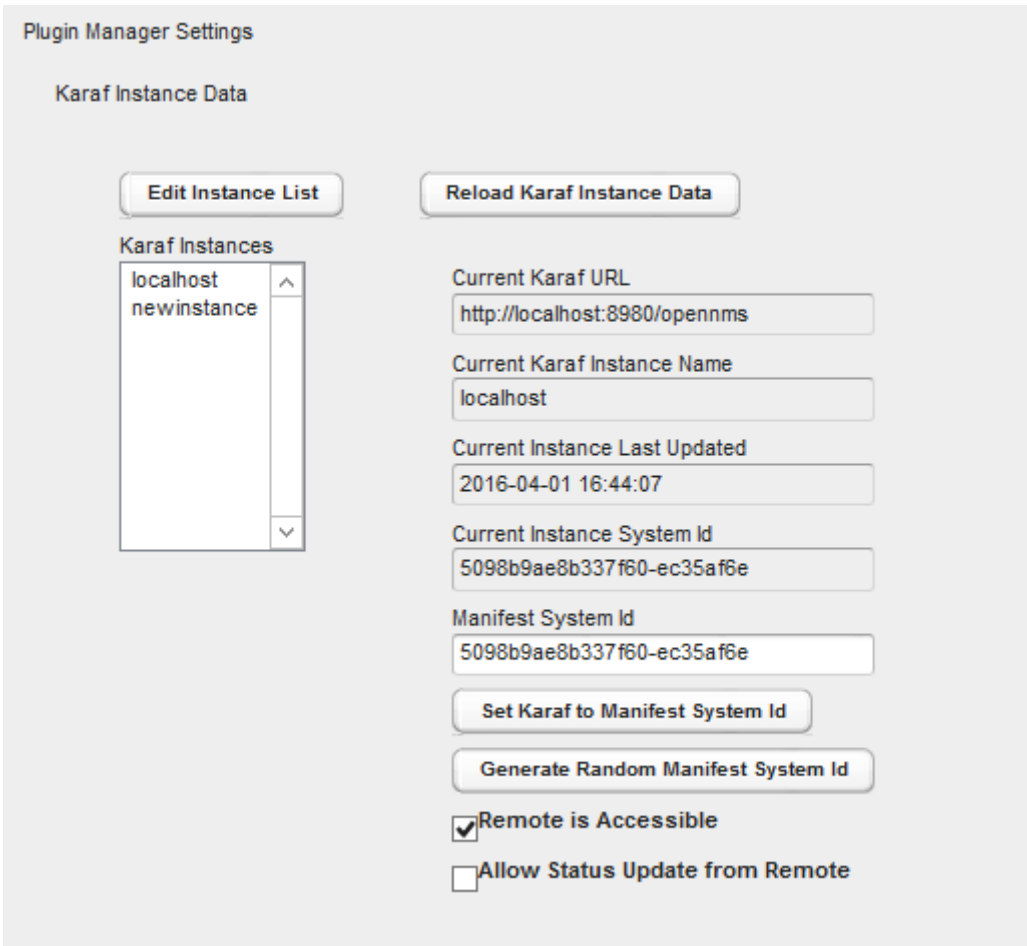 Plugin Manager Settings
Karaf Instance Data
Edit Instance List
Reload Karaf Instance Data
Karaf Instances
localhost
newinstance
Current Karaf URL
http://localhost:8980/opennms
Current Karaf Instance Name
localhost
Current Instance Last Updated
2016-04-01 16:44:07
Current Instance System Id
5098b9ae8b337f60-ec35af6e
Manifest System Id
5098b9ae8b337f60-ec35af6e
Set Karaf to Manifest System Id
Generate Random Manifest System Id
Remote is Accessible
Allow Status Update from Remote